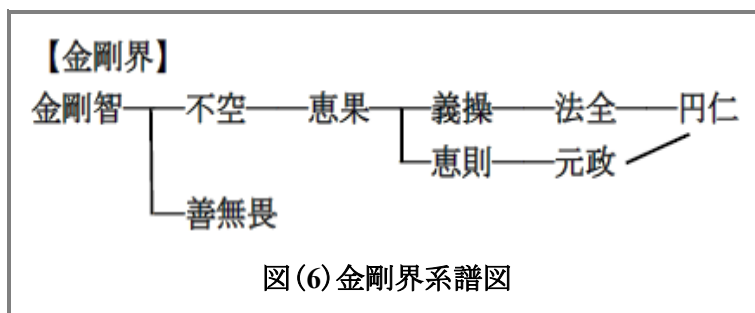 【金剛界】
金剛智 不空 恵果 義操 法全 円仁
恵則 元政
善無畏
図(6)金剛界系譜図